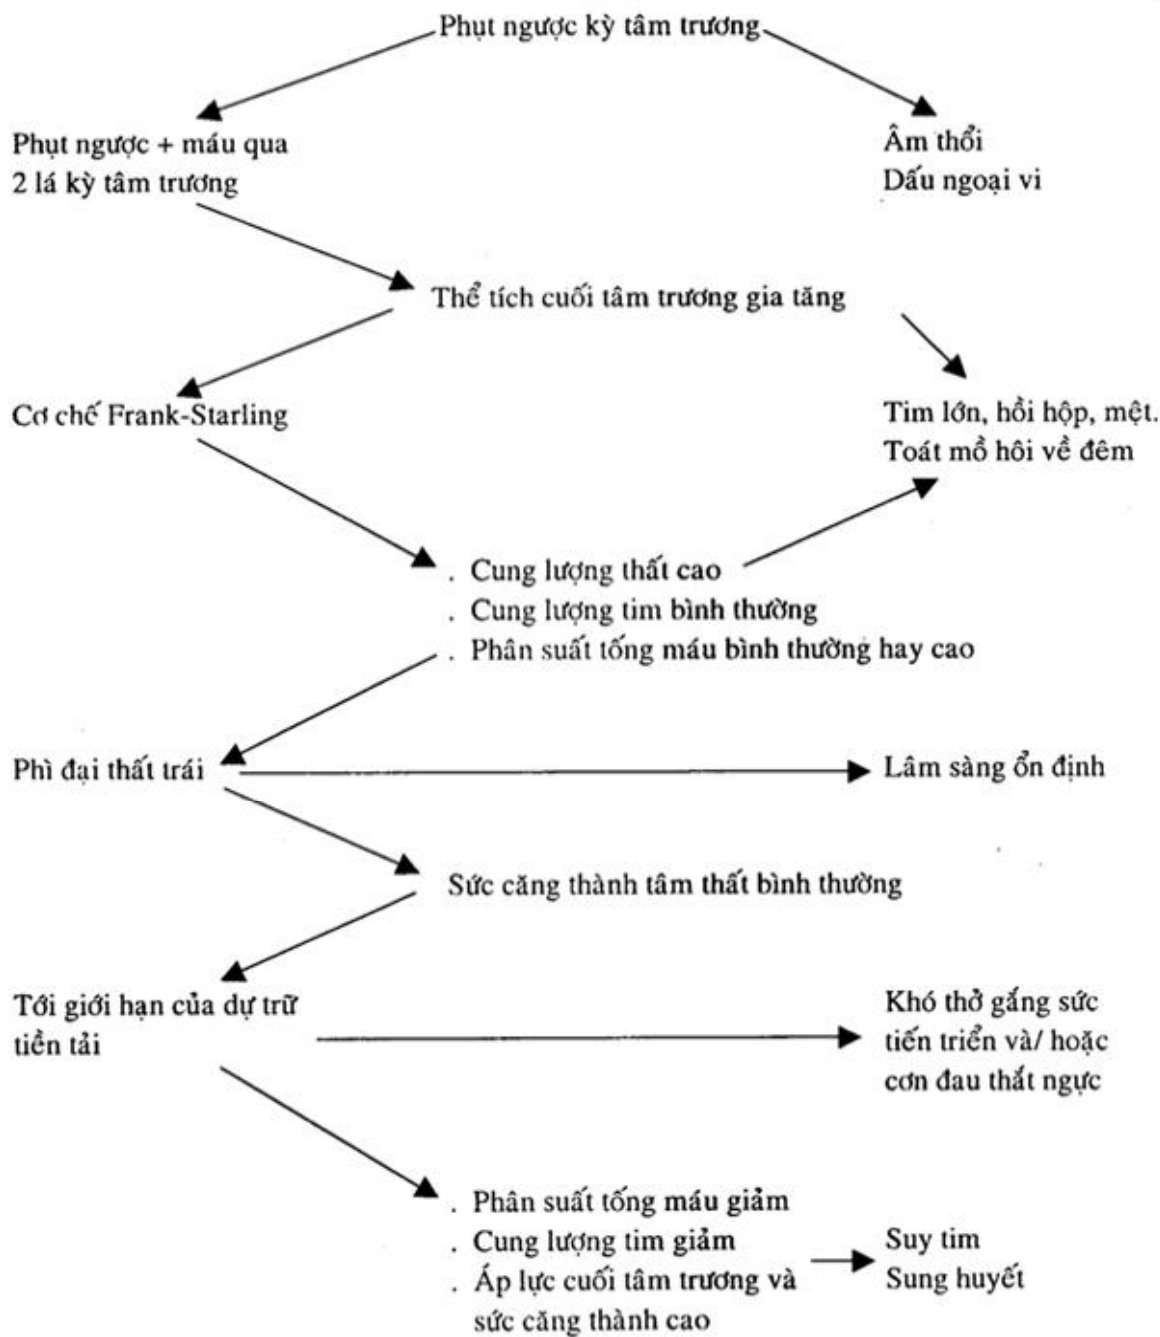 Phụt ngược kỳ tâm trương
Phụt ngược + máu qua
2 lá kỳ tâm trương
Âm thổi
Dấu ngoại vi
Thể tích cuối tâm trương gia tăng
Cơ chế Frank-Starling
Tim lớn, hồi hộp, mệt.
Toát mồ hôi về đêm
. Cung lượng thất cao
. Cung lượng tim bình thường
. Phân suất tống máu bình thường hay cao
Phì đại thất trái
Lâm sàng ổn định
Sức căng thành tâm thất bình thường
Tới giới hạn của dự trữ
tiền tải
Khó thở gắng sức
tiến triển và/ hoặc
cơn đau thắt ngực
. Phân suất tống máu giảm
. Cung lượng tim giảm
. Áp lực cuối tâm trương và
sức căng thành cao
Suy tim
Sung huyết